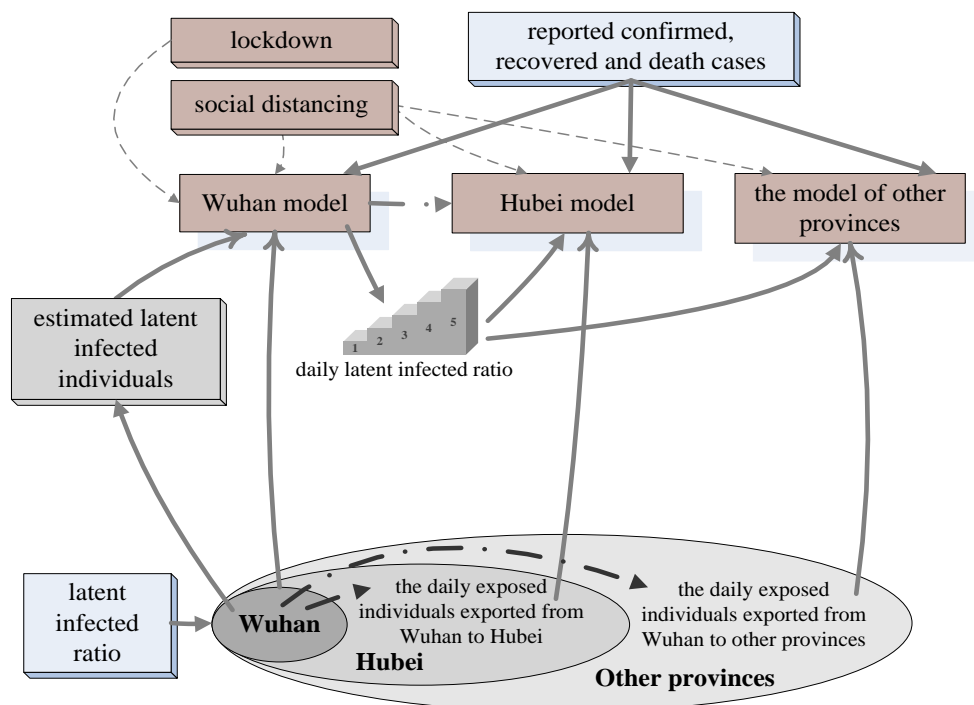 lockdown
reported confirmed,
recovered and death cases
social distancing
Wuhan model
Hubei model
the model of other
provinces
estimated latent
infected
individuals
1 2 3 4 5
daily latent infected ratio
latent
infected
ratio
Wuhan
the daily exposed
individuals exported from
Wuhan to Hubei
Hubei
the daily exposed
individuals exported from
Wuhan to other provinces
Other provinces